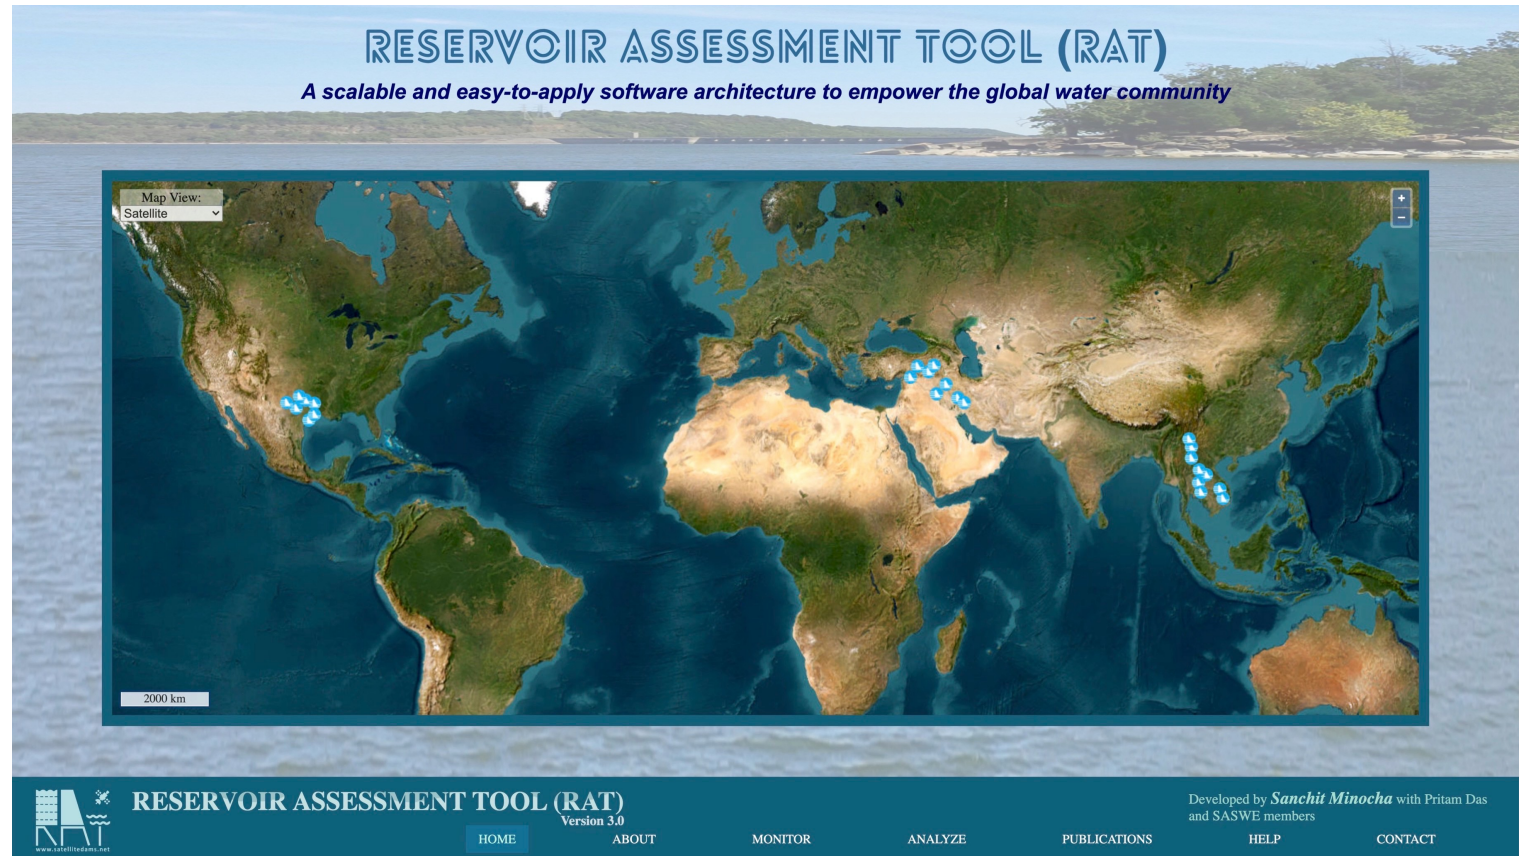 RESERVOIR ASSESSMENT TOOL (RAT)
A scalable and easy-to-apply software architecture to empower the global water community
Map View:
Satellite
+
−
2000 km
RAT
www.satellitedams.net
RESERVOIR ASSESSMENT TOOL (RAT)
Version 3.0
Developed by Sanchit Minocha with Pritam Das
and SASWE members
HOME ABOUT MONITOR ANALYZE PUBLICATIONS HELP CONTACT